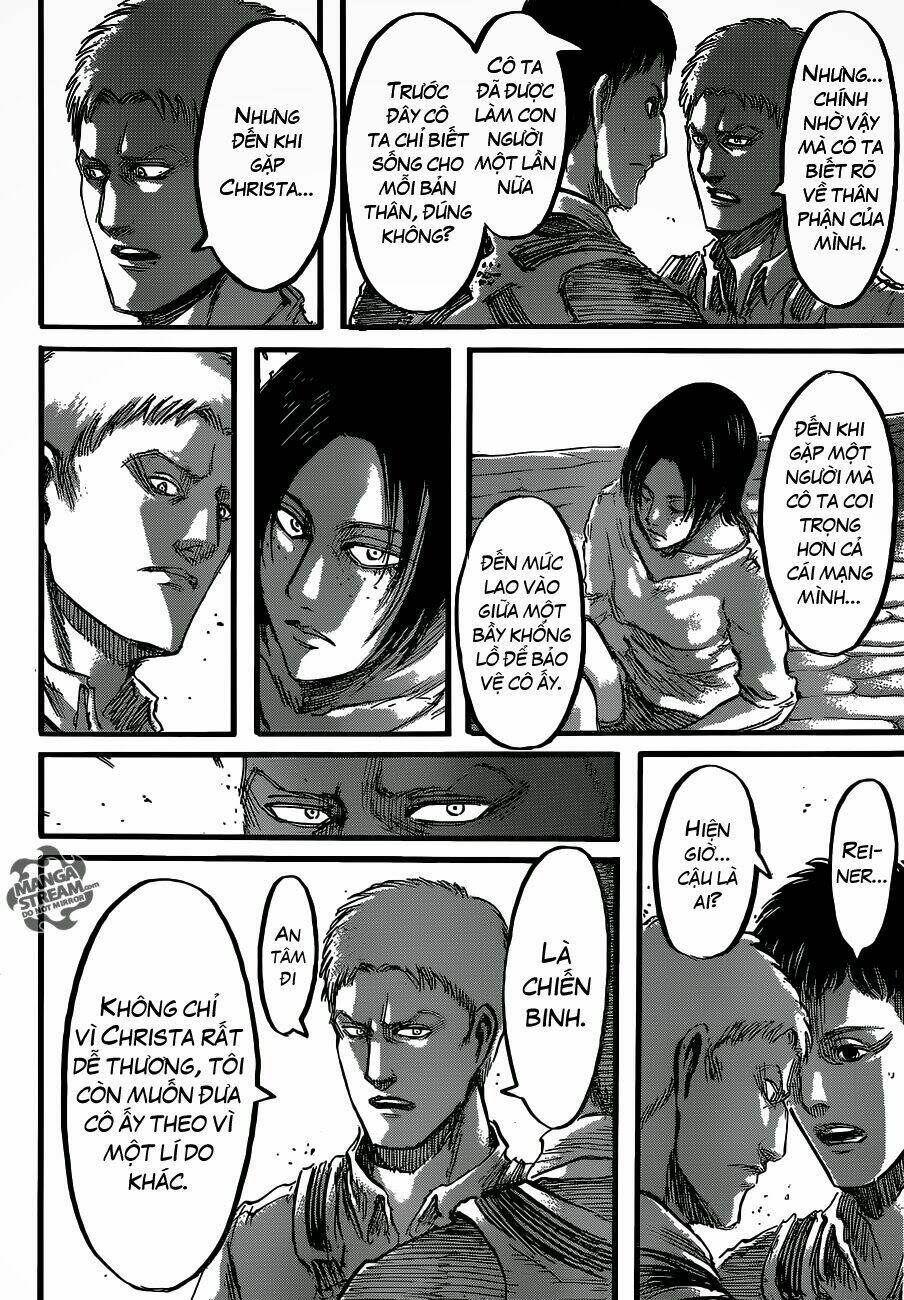 NHƯNG...
CHÍNH
NHỜ VẬY
MÀ CÔ TA
BIẾT RÕ
VỀ THÂN
PHẬN CỦA
MÌNH.
CÔ TA
ĐÃ ĐƯỢC
LÀM CON
NGƯỜI
MỘT LẦN
NỮA
TRƯỚC
ĐÂY CÔ
TA CHỈ BIẾT
SỐNG CHO
MỖI BẢN
THÂN, ĐÚNG
KHÔNG?
NHƯNG
ĐẾN KHI
GẶP
CHRISTA...
ĐẾN KHI
GẶP MỘT
NGƯỜI MÀ
CÔ TA COI
TRỌNG
HƠN CẢ
CÁI MẠNG
MÌNH...
ĐẾN MỨC
LAO VÀO
GIỮA MỘT
BẦY KHỔNG
LỒ ĐỂ BẢO
VỆ CÔ ẤY.
REI-
NER...
HIỆN
GIỜ...
CẬU LÀ
AI?
LÀ
CHIẾN
BINH.
AN
TÂM
ĐI
KHÔNG CHỈ
VÌ CHRISTA RẤT
DỄ THƯƠNG, TÔI
CÒN MUỐN ĐƯA
CÔ ẤY THEO VÌ
MỘT LÍ DO
KHÁC.
MANGA
STREAM.com
DO NOT MIRROR!